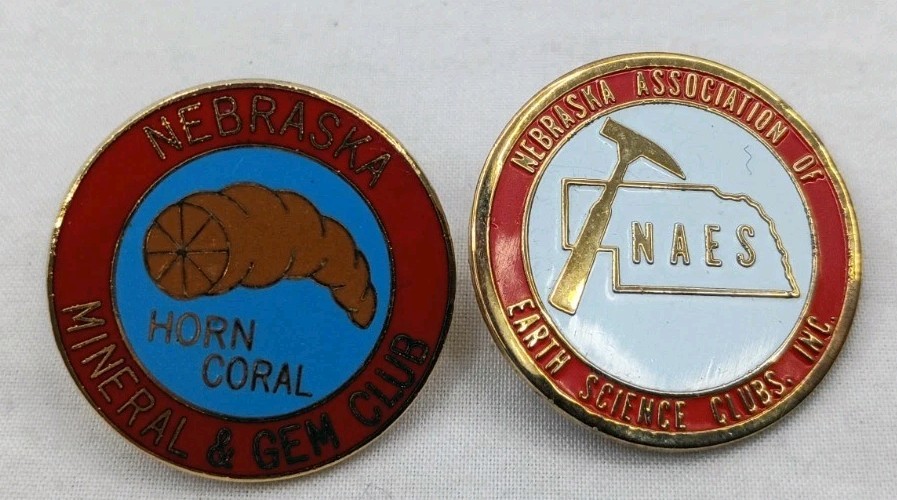 NEBRASKA
MINERAL & GEM CLUB
HORN
CORAL
NEBRASKA ASSOCIATION OF
EARTH SCIENCE CLUBS, INC.
NAES